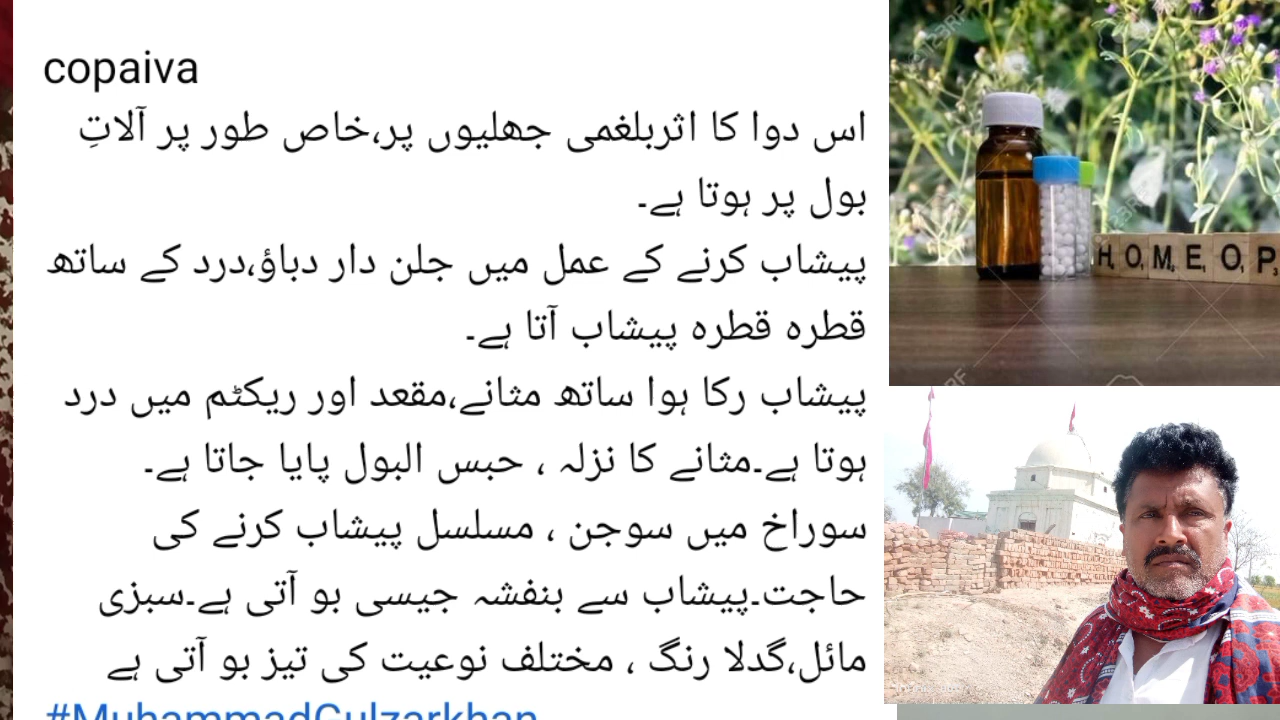 copaiva
اس دوا کا اثربلغمی جھلیوں پر،خاص طور پر آلاتِ
بول پر ہوتا ہے۔
پیشاب کرنے کے عمل میں جلن دار دباؤ،درد کے ساتھ
قطرہ قطرہ پیشاب آتا ہے۔
پیشاب رکا ہوا ساتھ مثانے،مقعد اور ریکٹم میں درد
ہوتا ہے۔مثانے کا نزلہ ، حبس البول پایا جاتا ہے۔
سوراخ میں سوجن ، مسلسل پیشاب کرنے کی
حاجت۔پیشاب سے بنفشہ جیسی بو آتی ہے۔سبزی
مائل،گدلا رنگ ، مختلف نوعیت کی تیز بو آتی ہے
#MuhammadGulzarkhan
HOMEOP
123RF